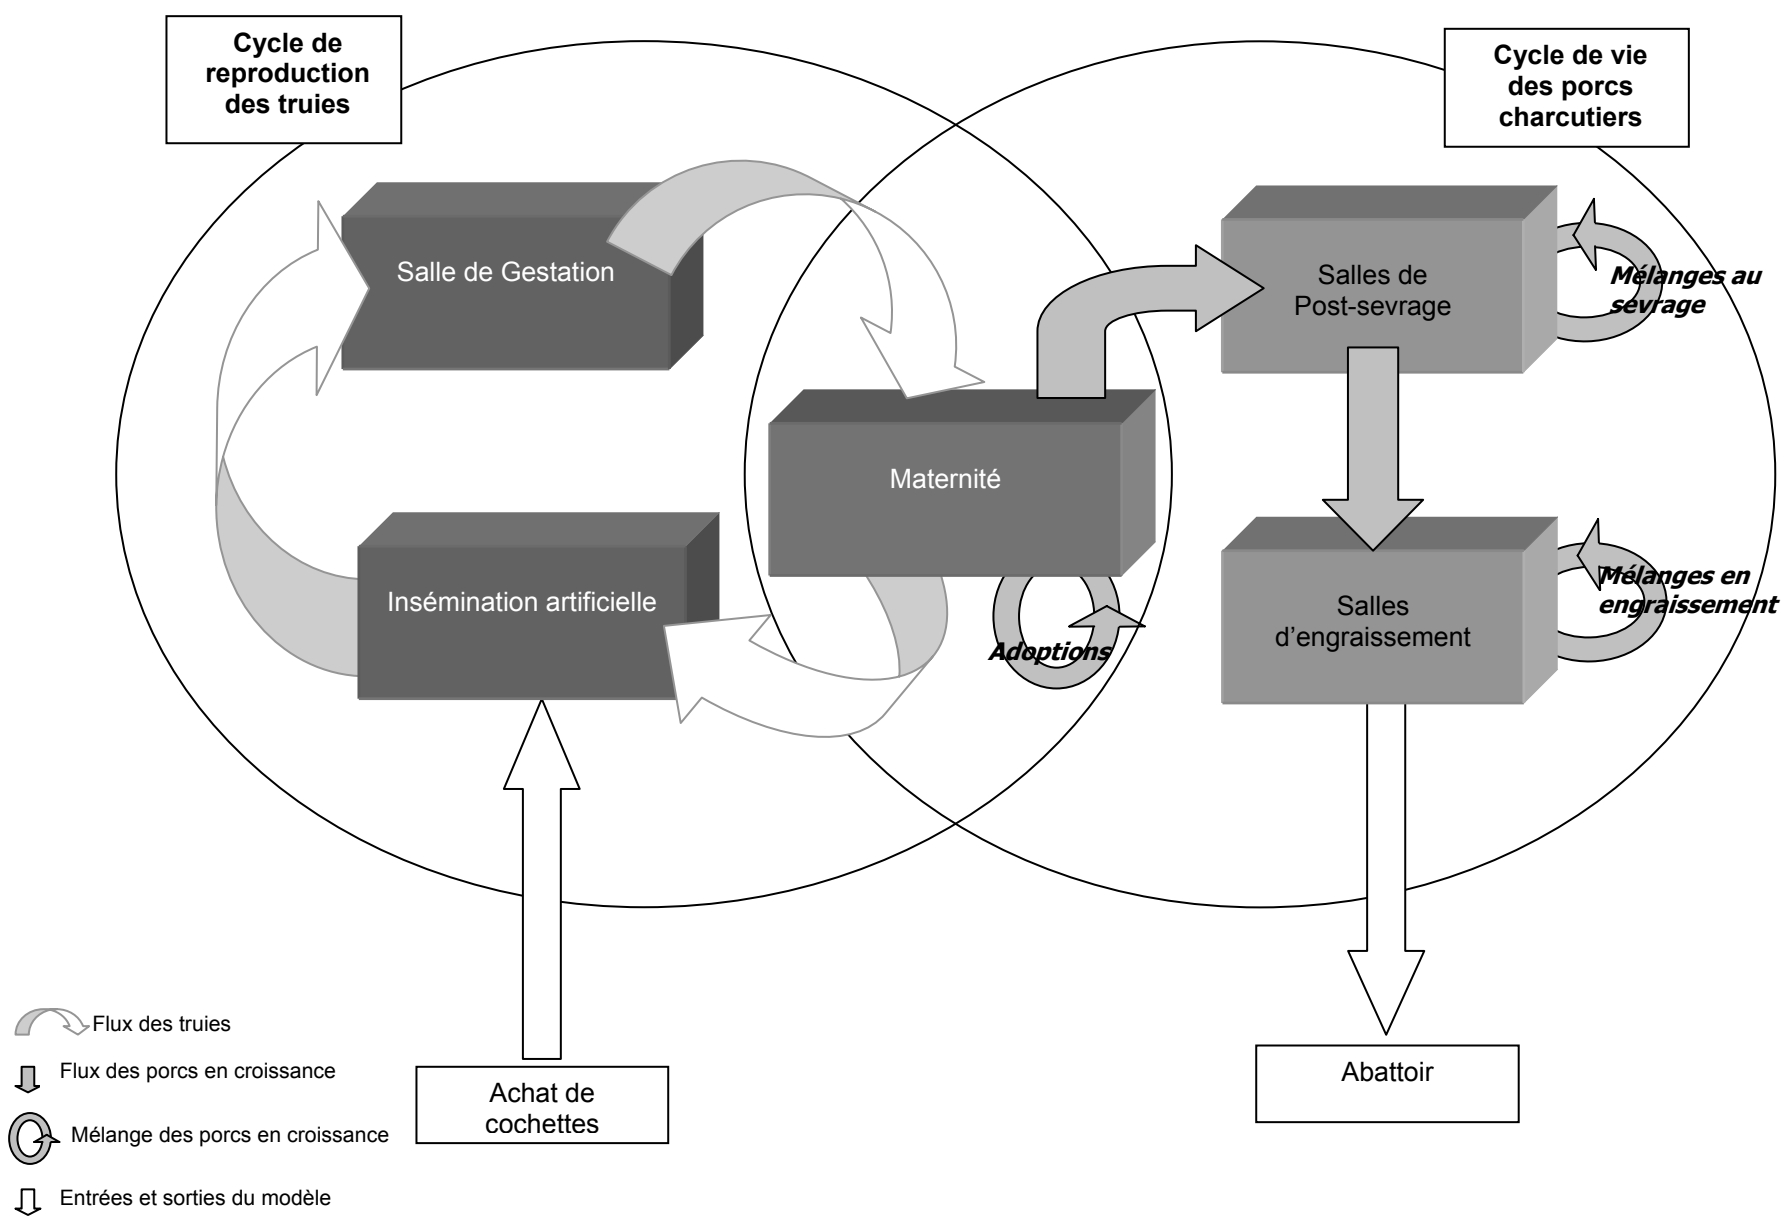 Cycle de
reproduction
des truies
Cycle de vie
des porcs
charcutiers
Salle de Gestation
Salles de
Post-sevrage
Mélanges au
sevrage
Maternité
Insémination artificielle
Adoptions
Salles
d’engraissement
Mélanges en
engraissement
Flux des truies
Flux des porcs en croissance
Mélange des porcs en croissance
Entrées et sorties du modèle
Achat de
cochettes
Abattoir